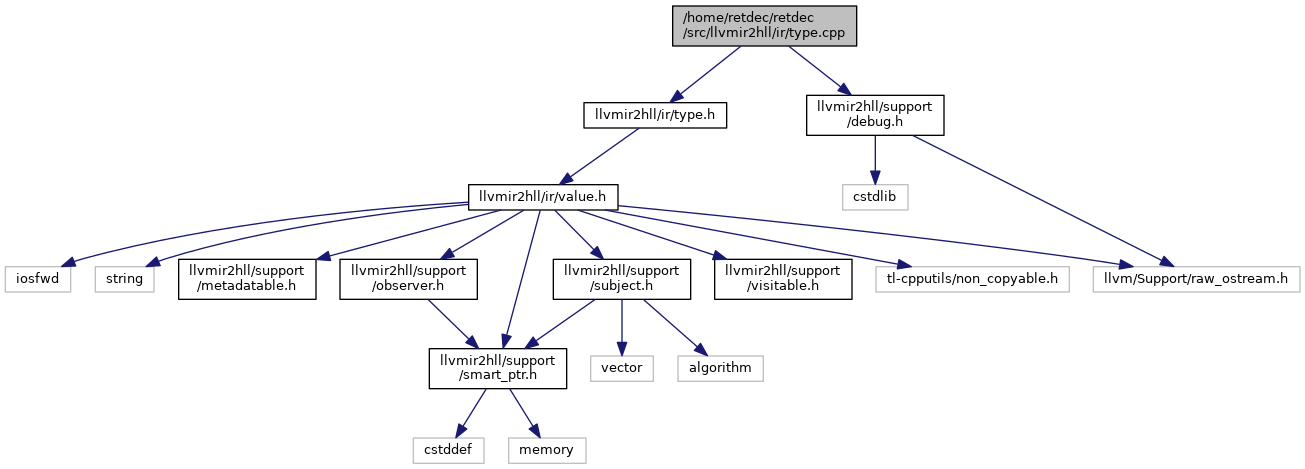 /home/retdec/retdec
/src/llvmir2hll/ir/type.cpp
llvmir2hll/ir/type.h
llvmir2hll/support
/debug.h
llvmir2hll/ir/value.h
cstdlib
iosfwd
string
llvmir2hll/support
/metadatable.h
llvmir2hll/support
/observer.h
llvmir2hll/support
/subject.h
llvmir2hll/support
/visitable.h
tl-cpputils/non_copyable.h
llvm/Support/raw_ostream.h
llvmir2hll/support
/smart_ptr.h
vector
algorithm
cstddef
memory